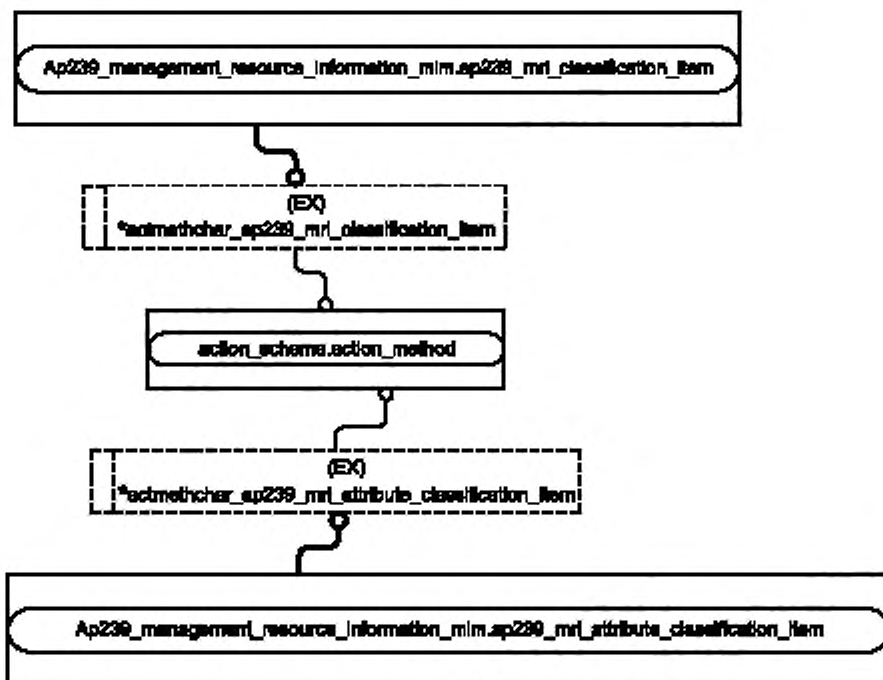 Ap239_management_resource_information_mim.ap239_mri_classification_item
(EX)
*actmethchar_ap239_mri_classification_item
action_schema.action_method
(EX)
*actmethchar_ap239_mri_attribute_classification_item
Ap239_management_resource_information_mim.ap239_mri_attribute_classification_item